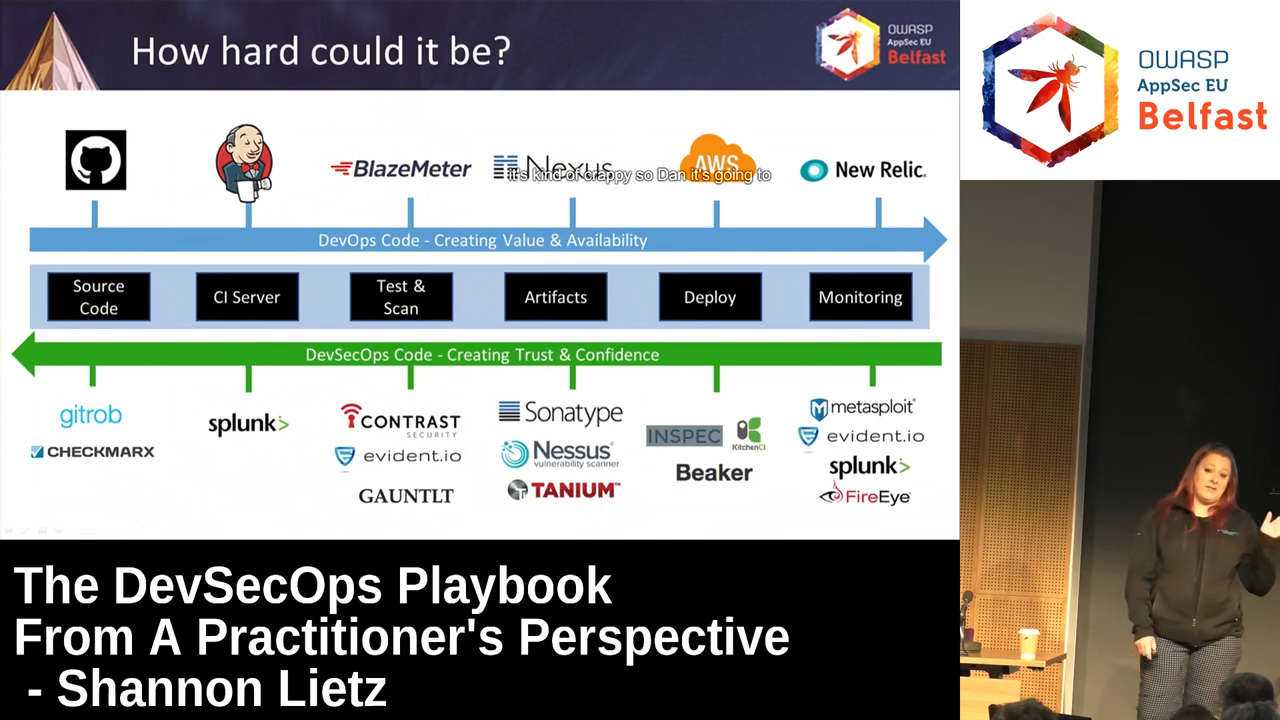 How hard could it be?
OWASP
AppSec EU
Belfast
OWASP
AppSec EU
Belfast
BlazeMeter
Nexus
AWS
New Relic.
it's kind of crappy so Dan it's going to
DevOps Code - Creating Value & Availability
Source
Code
CI Server
Test &
Scan
Artifacts
Deploy
Monitoring
DevSecOps Code - Creating Trust & Confidence
gitrob
CHECKMARX
splunk>
CONTRAST
SECURITY
evident.io
GAUNTLT
Sonatype
Nessus
vulnerability scanner
TANIUM
INSPEC
KitchenCI
Beaker
metasploit
evident.io
splunk>
FireEye
The DevSecOps Playbook
From A Practitioner's Perspective
- Shannon Lietz